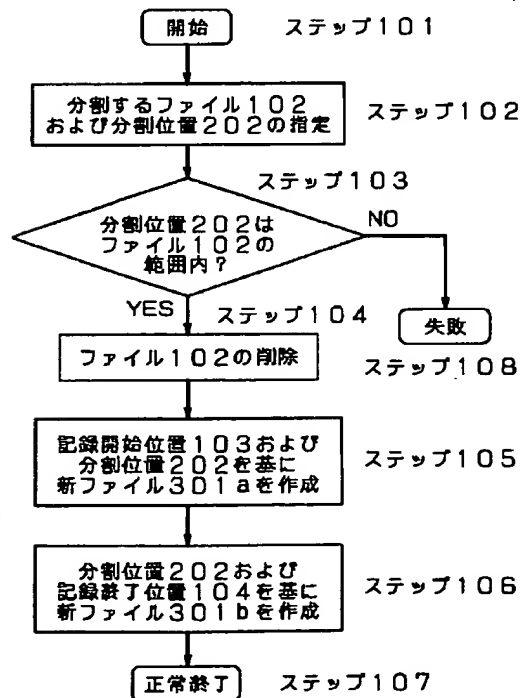 開始 ステップ101
分割するファイル102
および分割位置202の指定
ステップ102
ステップ103
分割位置202は
ファイル102の
範囲内?
NO
YES
ステップ104
失敗
ファイル102の削除
ステップ108
記録開始位置103および
分割位置202を基に
新ファイル301aを作成
ステップ105
分割位置202および
記録終了位置104を基に
新ファイル301bを作成
ステップ106
正常終了 ステップ107